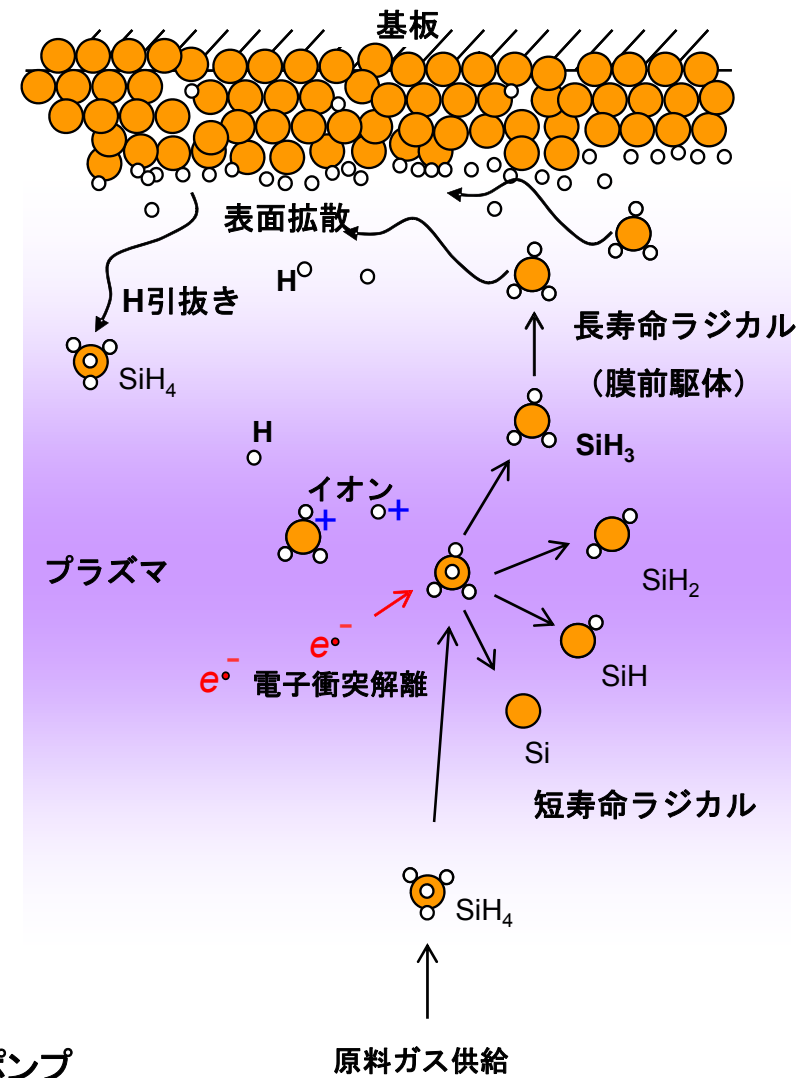 基板
表面拡散
H
H引抜き
SiH4
長寿命ラジカル
（膜前駆体）
SiH3
H
イオン
+
+
プラズマ
SiH2
e-
e-
電子衝突解離
SiH
Si
短寿命ラジカル
SiH4
原料ガス供給
ポンプ